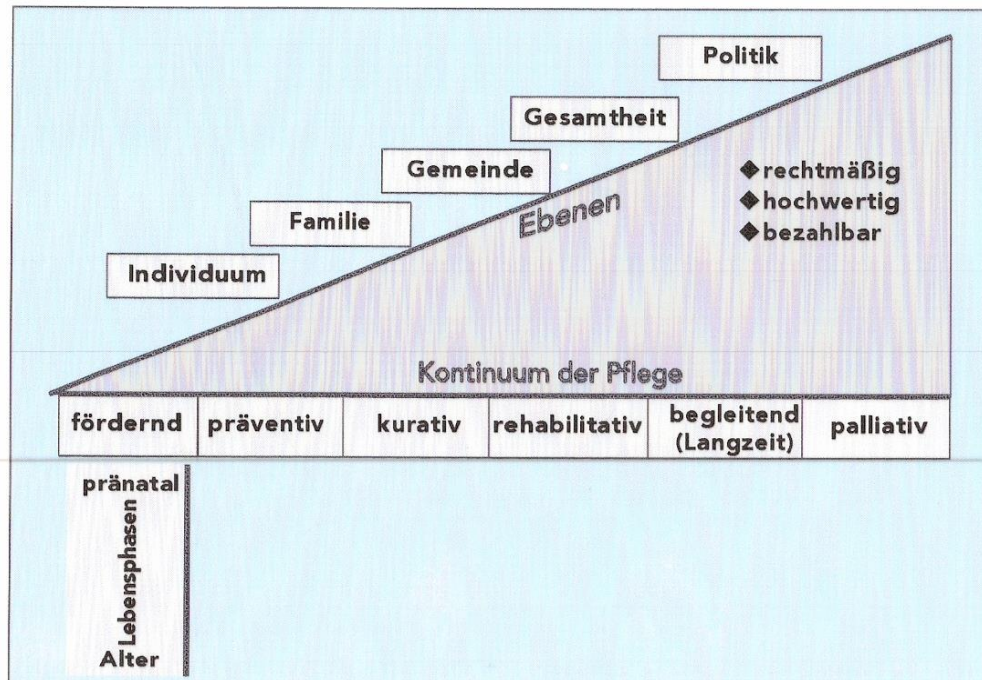 Politik
Gesamtheit
Gemeinde
Familie
Individuum
Ebenen
◆rechtmäßig
◆hochwertig
◆bezahlbar
Kontinuum der Pflege
fördernd
präventiv
kurativ
rehabilitativ
begleitend
(Langzeit)
palliativ
pränatal
Lebensphasen
Alter